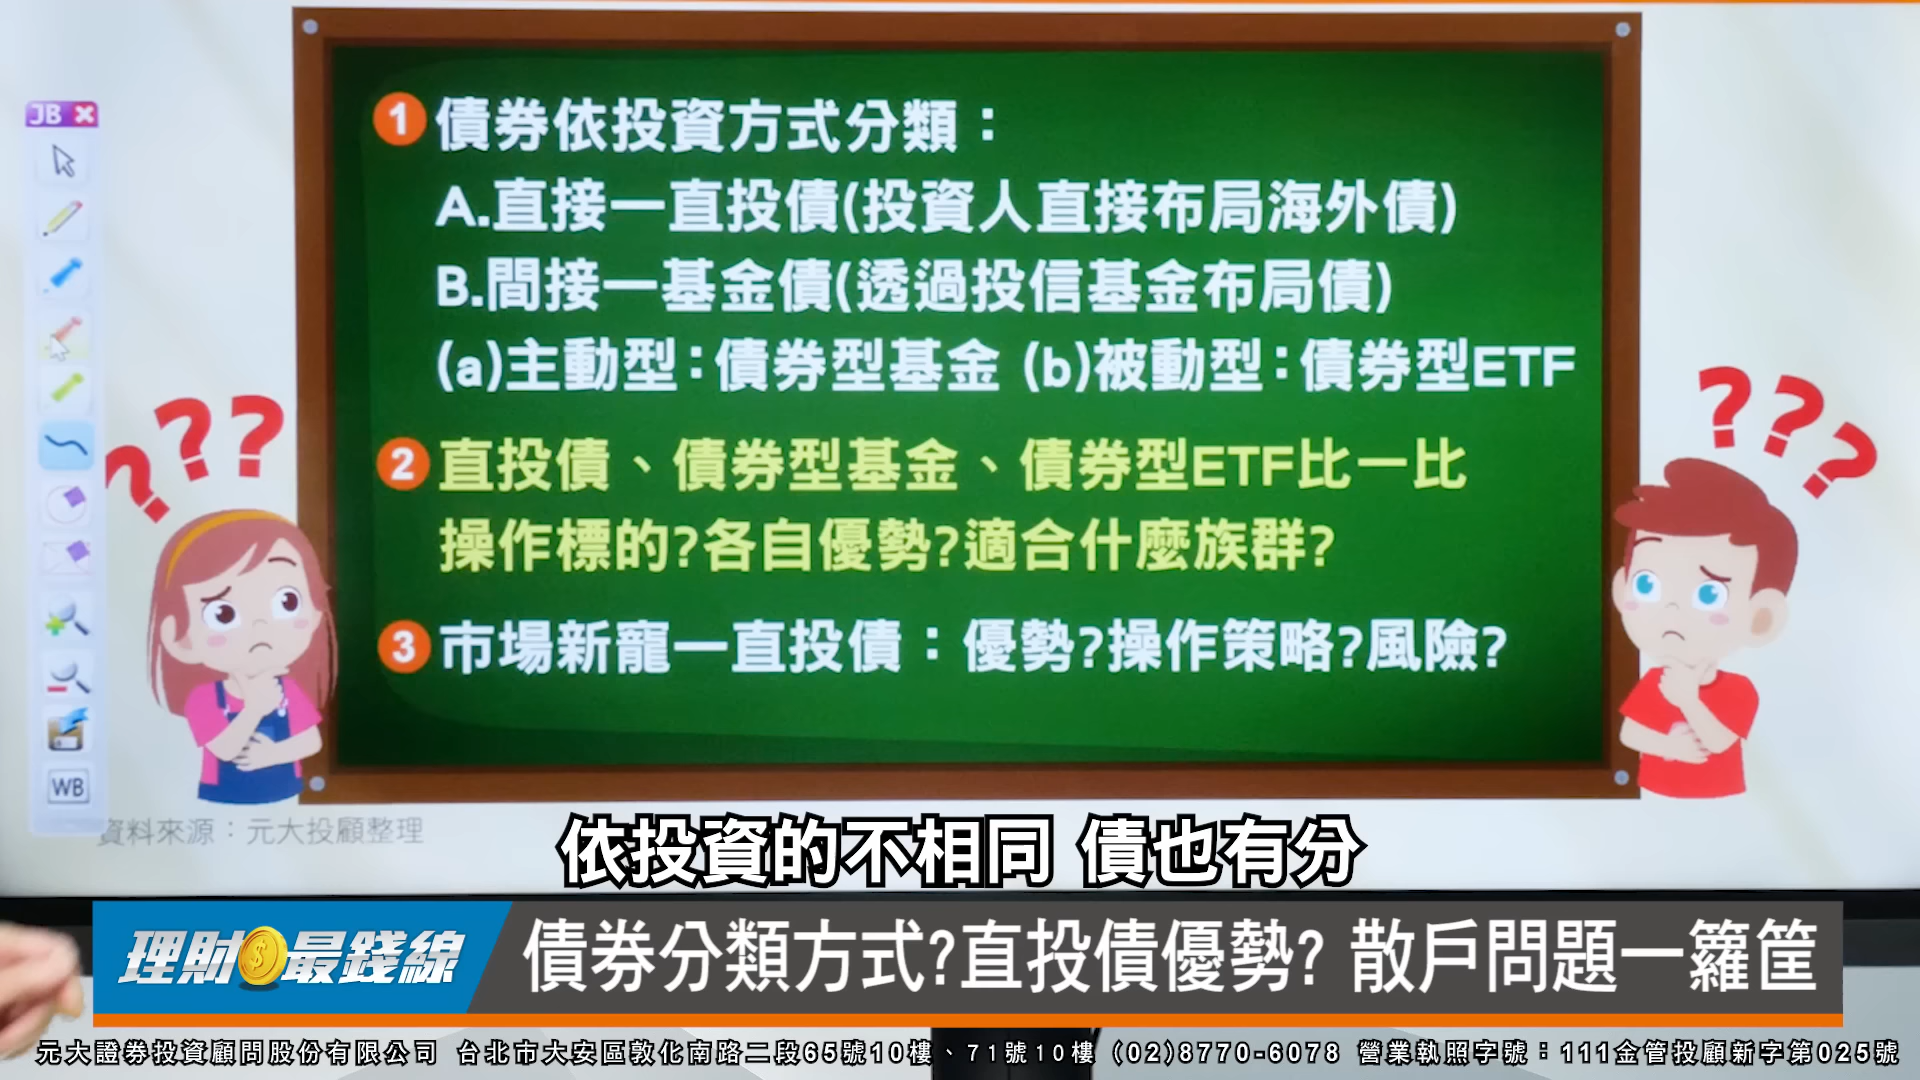 JB
1 債券依投資方式分類：
A.直接一直投債(投資人直接布局海外債)
B.間接一基金債(透過投信基金布局債)
(a)主動型：債券型基金 (b)被動型：債券型ETF
2 直投債、債券型基金、債券型ETF比一比
操作標的?各自優勢?適合什麼族群?
3 市場新寵一直投債：優勢?操作策略?風險?
???
???
WB
資料來源：元大投顧整理
依投資的不相同 債也有分
理財最錢線
債券分類方式?直投債優勢? 散戶問題一籮筐
元大證券投資顧問股份有限公司 台北市大安區敦化南路二段65號10樓、71號10樓 (02)8770-6078 營業執照字號：111金管投顧新字第025號